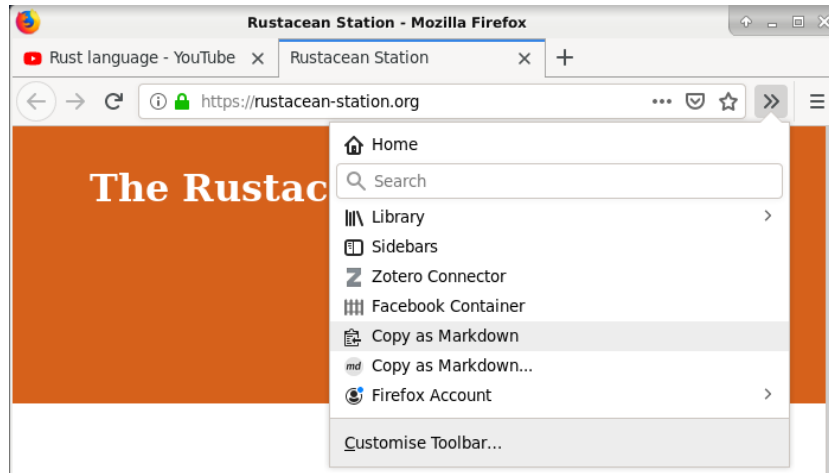 Rustacean Station - Mozilla Firefox
Rust language - YouTube Rustacean Station
https://rustacean-station.org
Home
The Rustac
Search
Library
Sidebars
Zotero Connector
Facebook Container
Copy as Markdown
md Copy as Markdown...
Firefox Account
Customise Toolbar...